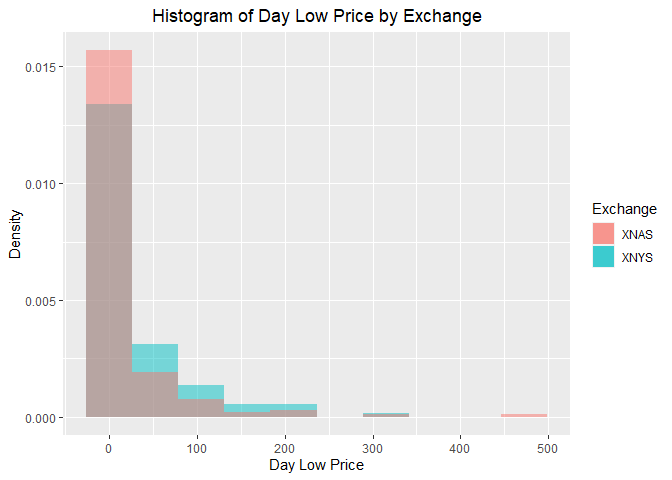 Histogram of Day Low Price by Exchange
0.015
0.010
0.005
0.000
Density
0 100 200 300 400 500
Day Low Price
Exchange
XNAS
XNYS